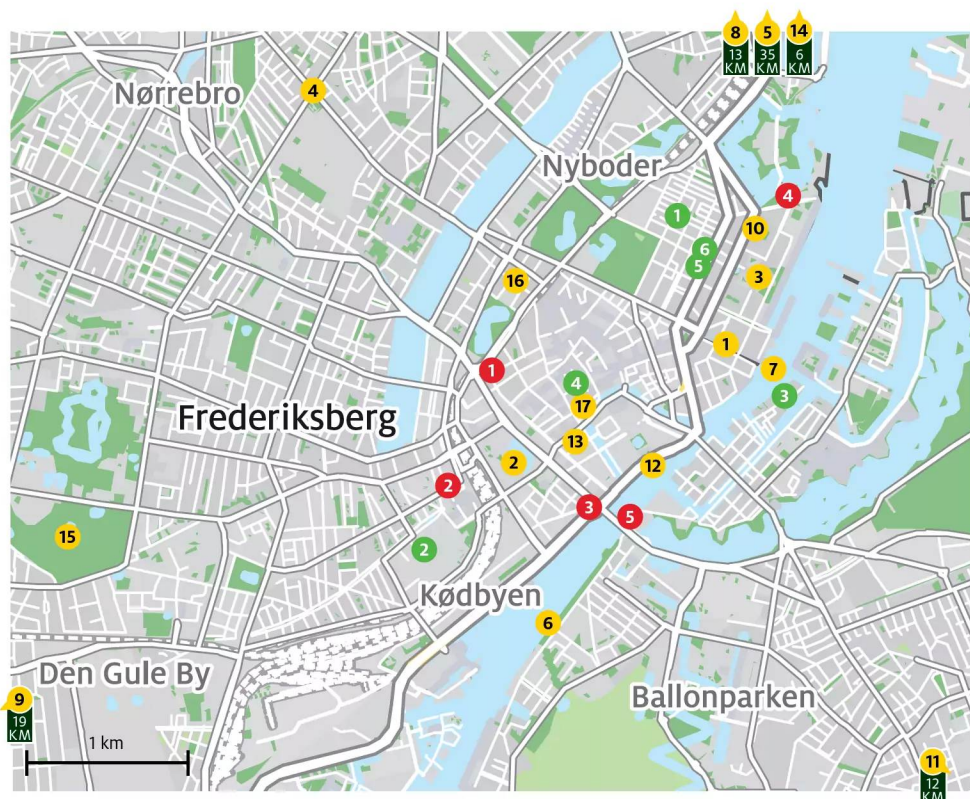 8
5
14
13
35
6
KM
KM
KM
Nørrebro
4
Nyboder
4
1
10
6
5
3
16
1
1
7
4
3
17
Frederiksberg
13
2
12
2
3
5
15
2
Kødbyen
6
Den Gule By
Ballonparken
9
19
KM
1 km
11
12
KM